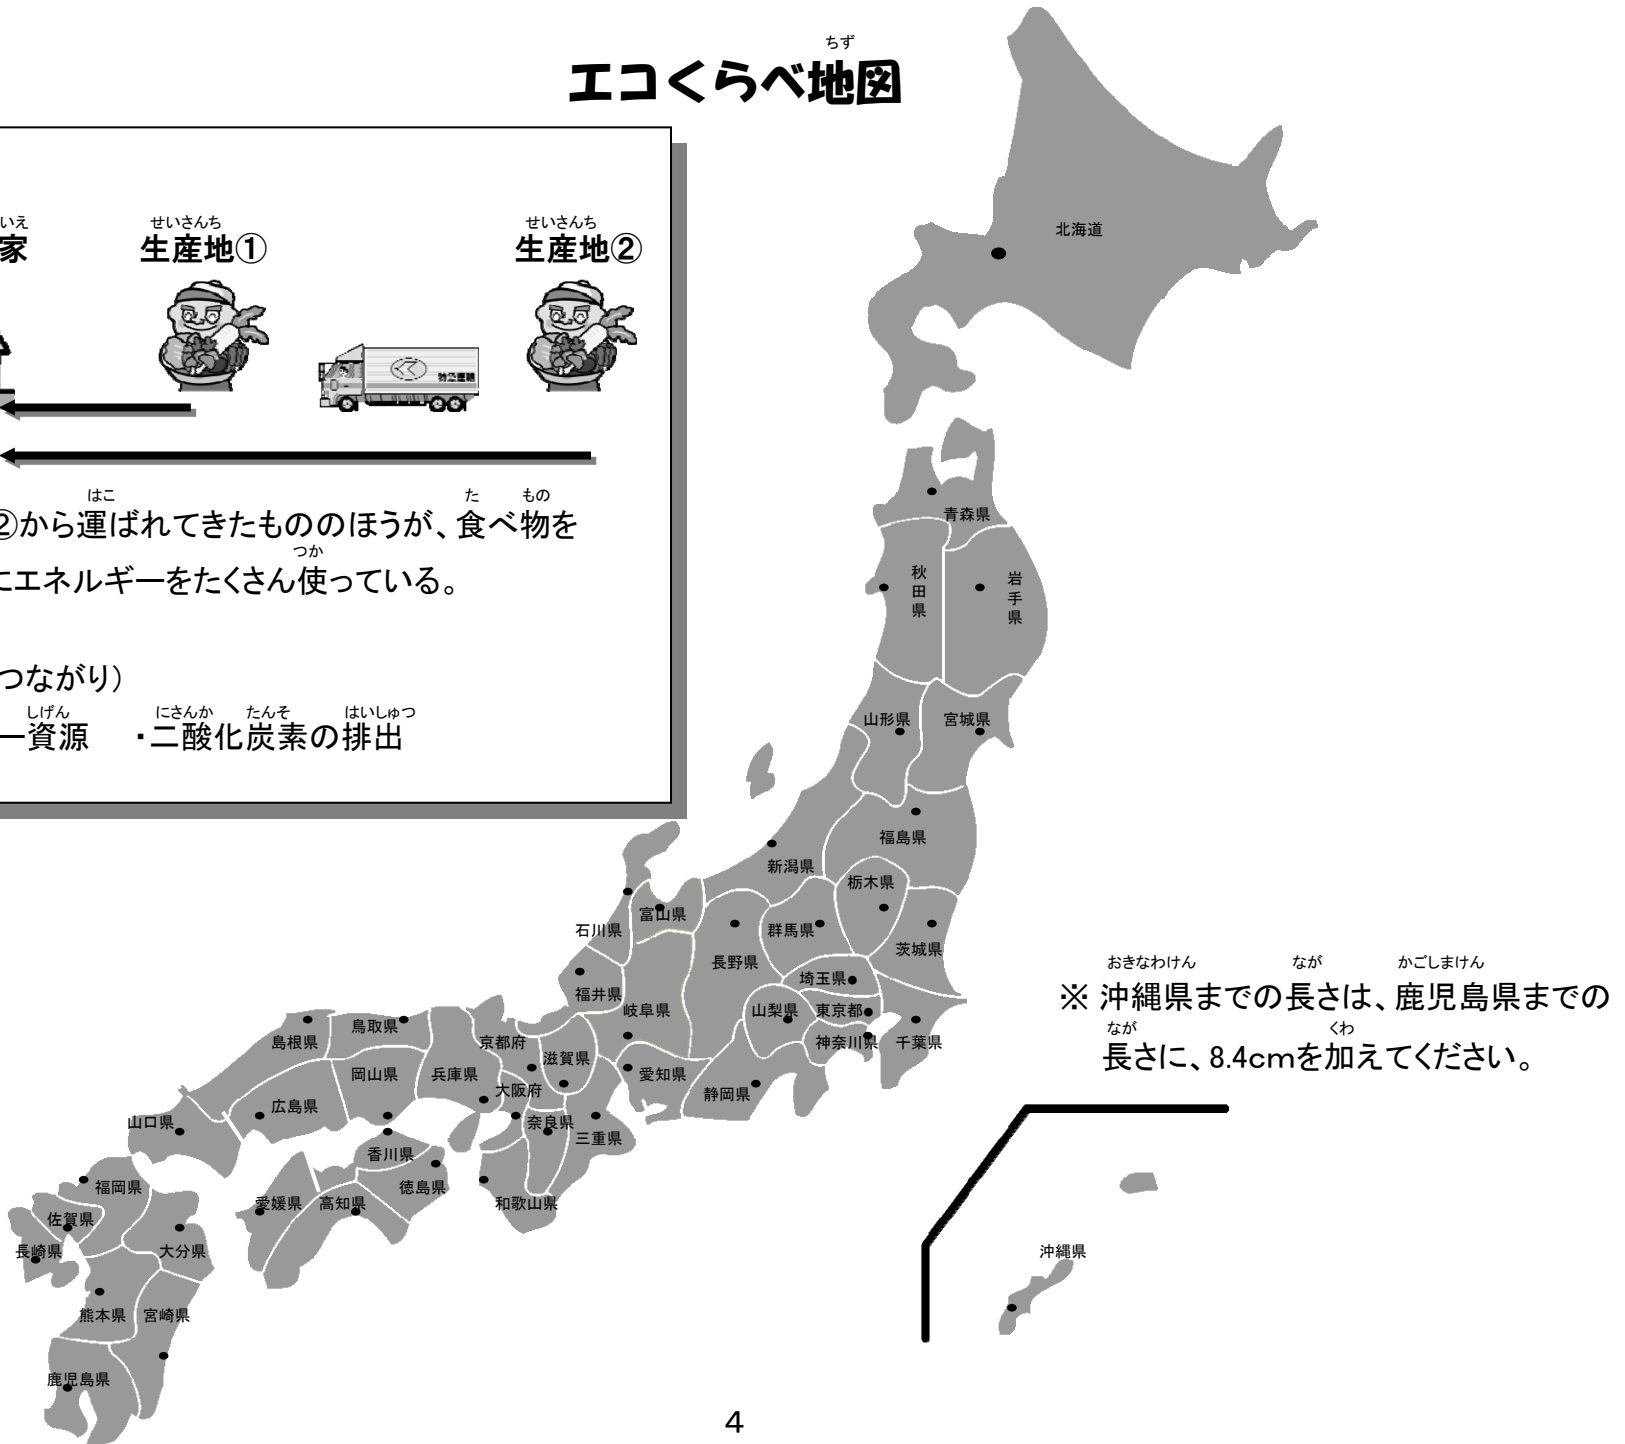 ちず
エコくらべ地図
いえ せいさんち せいさんち
家 生産地① 生産地②
特急運輸
はこ た もの
②から運ばれてきたもののほうが、食べ物を
つか
にエネルギーをたくさん使っている。
つながり）
しげん にさんか たんそ はいしゅつ
ー資源 ・二酸化炭素の排出
北海道
青森県
秋田県
岩手県
山形県
宮城県
福島県
新潟県
栃木県
富山県
石川県
群馬県
茨城県
長野県
埼玉県
福井県
岐阜県
山梨県
東京都
神奈川県
千葉県
鳥取県
島根県
京都府
滋賀県
岡山県
兵庫県
愛知県
静岡県
大阪府
広島県
奈良県
三重県
山口県
香川県
徳島県
和歌山県
愛媛県
高知県
福岡県
佐賀県
長崎県
大分県
熊本県
宮崎県
鹿児島県
おきなわけん なが かごしまけん
※ 沖縄県までの長さは、鹿児島県までの
なが くわ
長さに、8.4cmを加えてください。
沖縄県
4